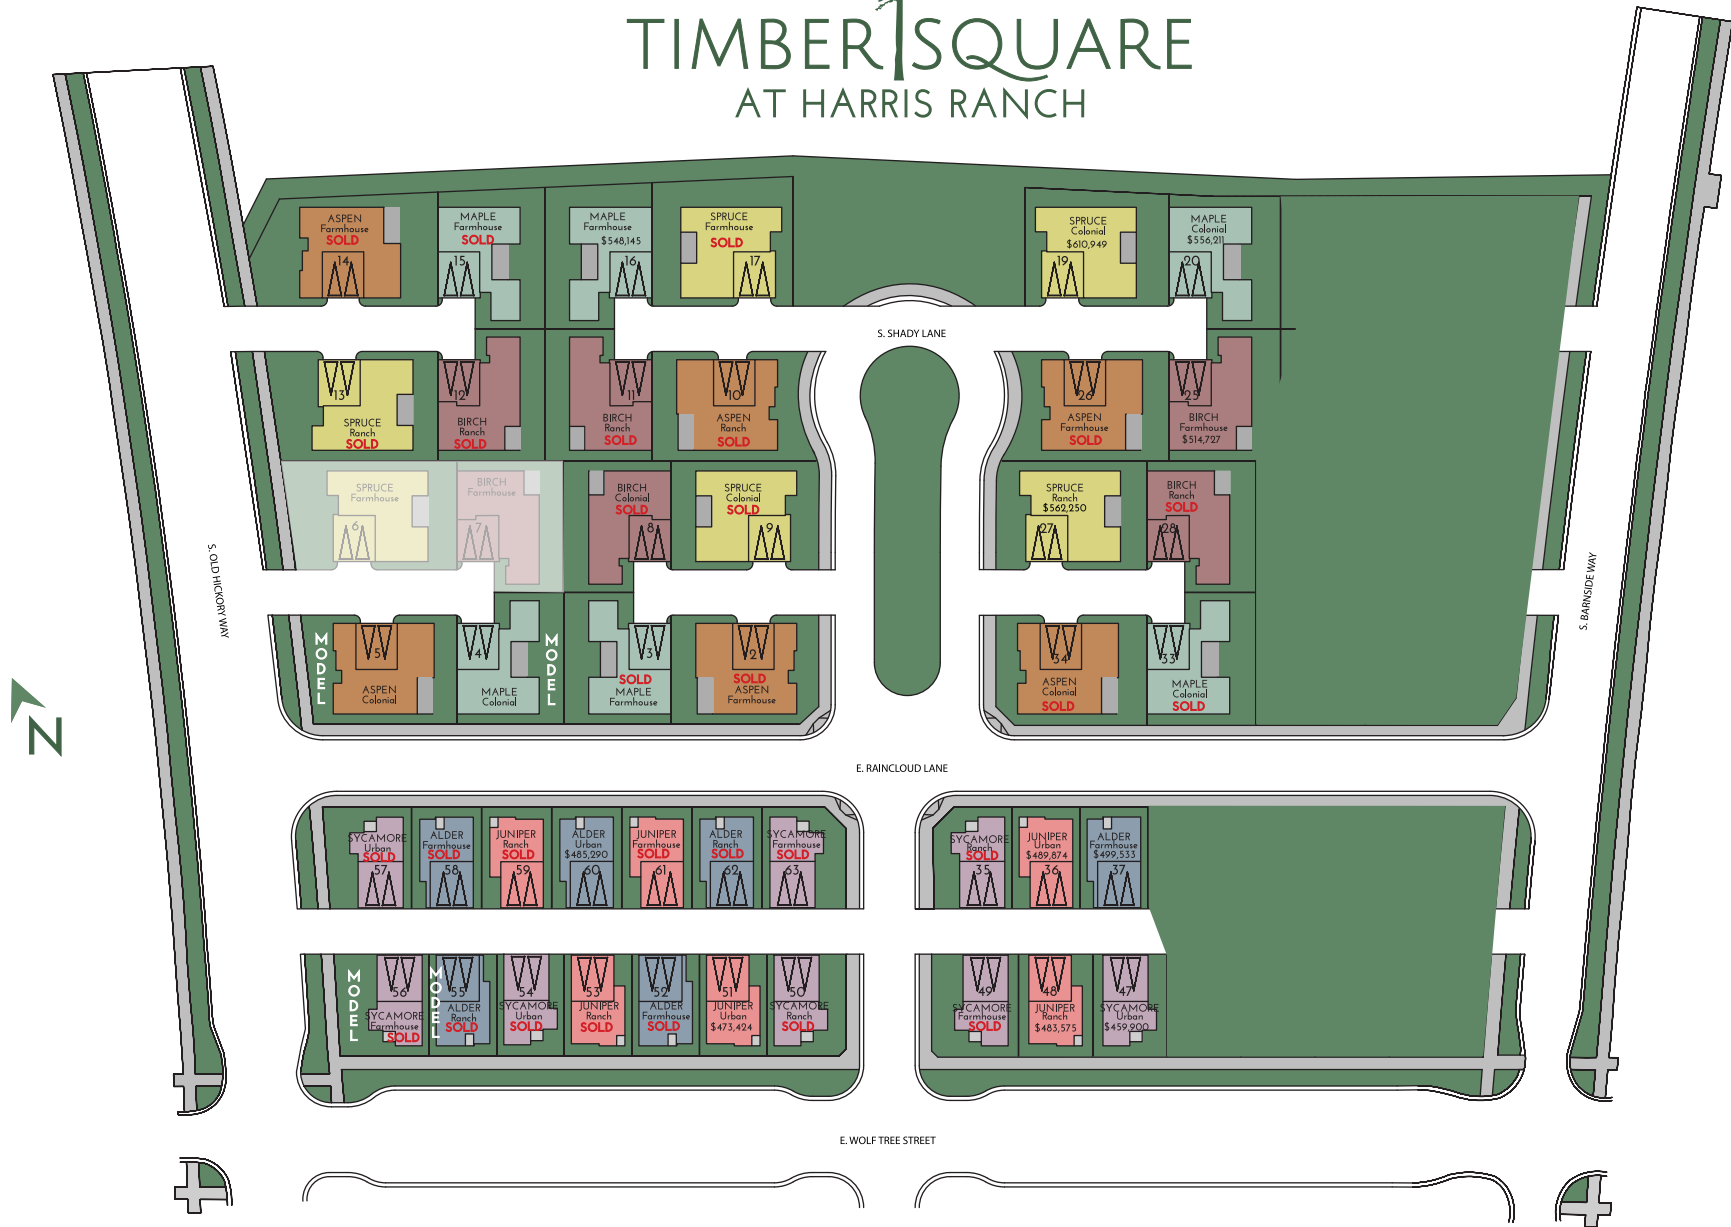 TIMBER SQUARE
AT HARRIS RANCH
ASPEN
Farmhouse
SOLD
14
MAPLE
Farmhouse
SOLD
15
MAPLE
Farmhouse
$548,145
16
SPRUCE
Farmhouse
SOLD
17
SPRUCE
Colonial
$610,949
19
MAPLE
Colonial
$556,211
20
S. SHADY LANE
13
SPRUCE
Ranch
SOLD
12
BIRCH
Ranch
SOLD
11
BIRCH
Ranch
SOLD
10
ASPEN
Ranch
SOLD
26
ASPEN
Farmhouse
SOLD
25
BIRCH
Farmhouse
$514,727
SPRUCE
Farmhouse
6
BIRCH
Farmhouse
7
BIRCH
Colonial
SOLD
8
SPRUCE
Colonial
SOLD
9
SPRUCE
Ranch
$562,250
27
BIRCH
Ranch
SOLD
28
S. OLD HICKORY WAY
S. BARNSIDE WAY
MODEL
5
ASPEN
Colonial
4
MAPLE
Colonial
MODEL
3
SOLD
MAPLE
Farmhouse
2
SOLD
ASPEN
Farmhouse
34
ASPEN
Colonial
SOLD
33
MAPLE
Colonial
SOLD
N
E. RAINCLOUD LANE
SYCAMORE
Urban
SOLD
57
ALDER
Farmhouse
SOLD
58
JUNIPER
Ranch
SOLD
59
ALDER
Urban
$485,290
60
JUNIPER
Farmhouse
SOLD
61
ALDER
Ranch
SOLD
62
SYCAMORE
Farmhouse
SOLD
63
SYCAMORE
Ranch
SOLD
35
JUNIPER
Urban
$489,874
36
ALDER
Farmhouse
$499,533
37
MODEL
56
SYCAMORE
Farmhouse
SOLD
MODEL
55
ALDER
Ranch
SOLD
54
SYCAMORE
Urban
SOLD
53
JUNIPER
Ranch
SOLD
52
ALDER
Farmhouse
SOLD
51
JUNIPER
Urban
$473,424
50
SYCAMORE
Ranch
SOLD
49
SYCAMORE
Farmhouse
SOLD
48
JUNIPER
Ranch
$483,575
47
SYCAMORE
Urban
$459,900
E. WOLF TREE STREET